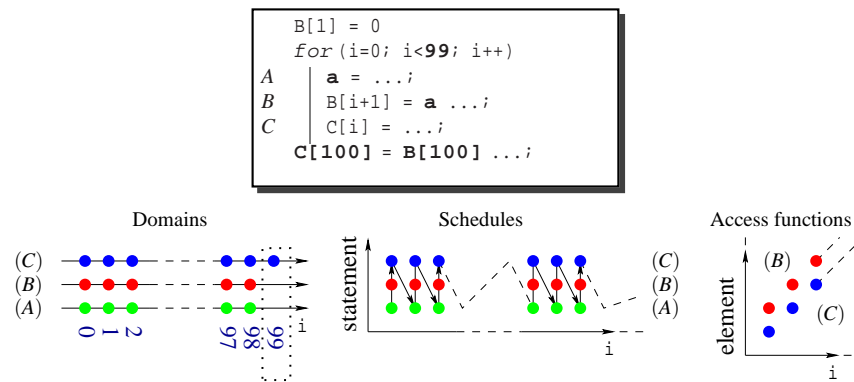 B[1] = 0
for (i=0; i<99; i++)
A a = ...;
B B[i+1] = a ...;
C C[i] = ...;
C[100] = B[100] ...;
Domains
(C)
(B)
(A)
0 1 2 97 98 99 i
Schedules
statement
(C)
(B)
(A)
i
Access functions
element
(B)
(C)
i